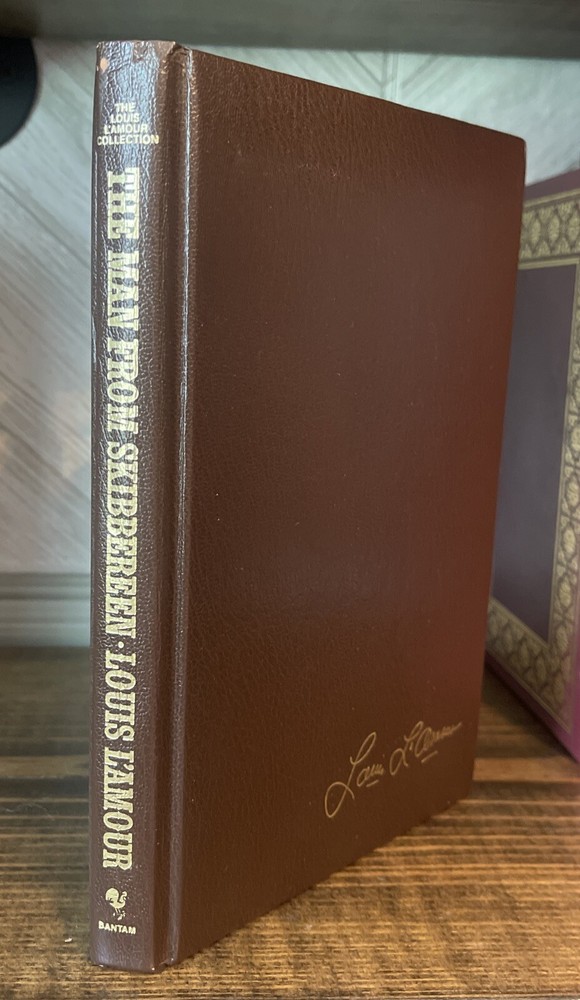 THE
LOUIS
L'AMOUR
COLLECTION
THE MAN FROM SKIBBEREEN · LOUIS L'AMOUR
BANTAM
Louis L'Amour